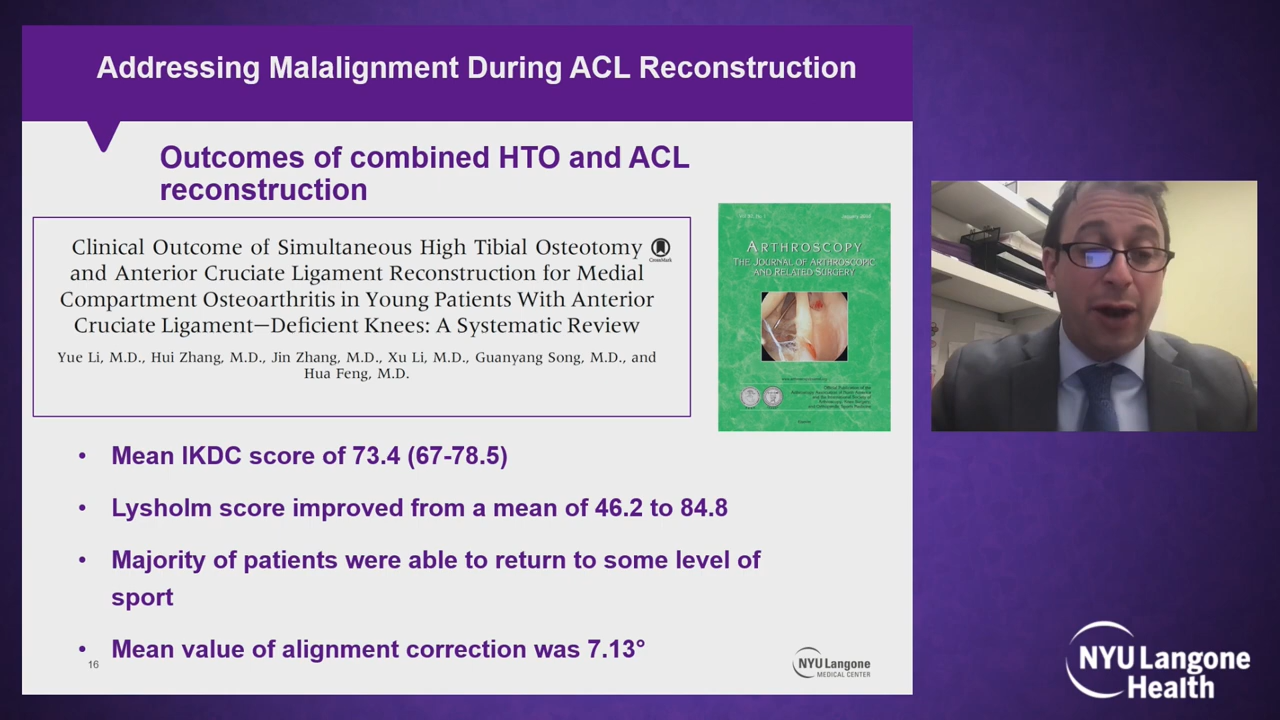 Addressing Malalignment During ACL Reconstruction
Outcomes of combined HTO and ACL
reconstruction
Clinical Outcome of Simultaneous High Tibial Osteotomy
and Anterior Cruciate Ligament Reconstruction for Medial
Compartment Osteoarthritis in Young Patients With Anterior
Cruciate Ligament—Deficient Knees: A Systematic Review
CrossMark
Yue Li, M.D., Hui Zhang, M.D., Jin Zhang, M.D., Xu Li, M.D., Guanyang Song, M.D., and
Hua Feng, M.D.
ARTHROSCOPY
THE JOURNAL OF ARTHROSCOPIC
AND RELATED SURGERY
• Mean IKDC score of 73.4 (67-78.5)
• Lysholm score improved from a mean of 46.2 to 84.8
• Majority of patients were able to return to some level of
sport
• Mean value of alignment correction was 7.13°
16
NYU Langone
MEDICAL CENTER
NYU Langone
Health